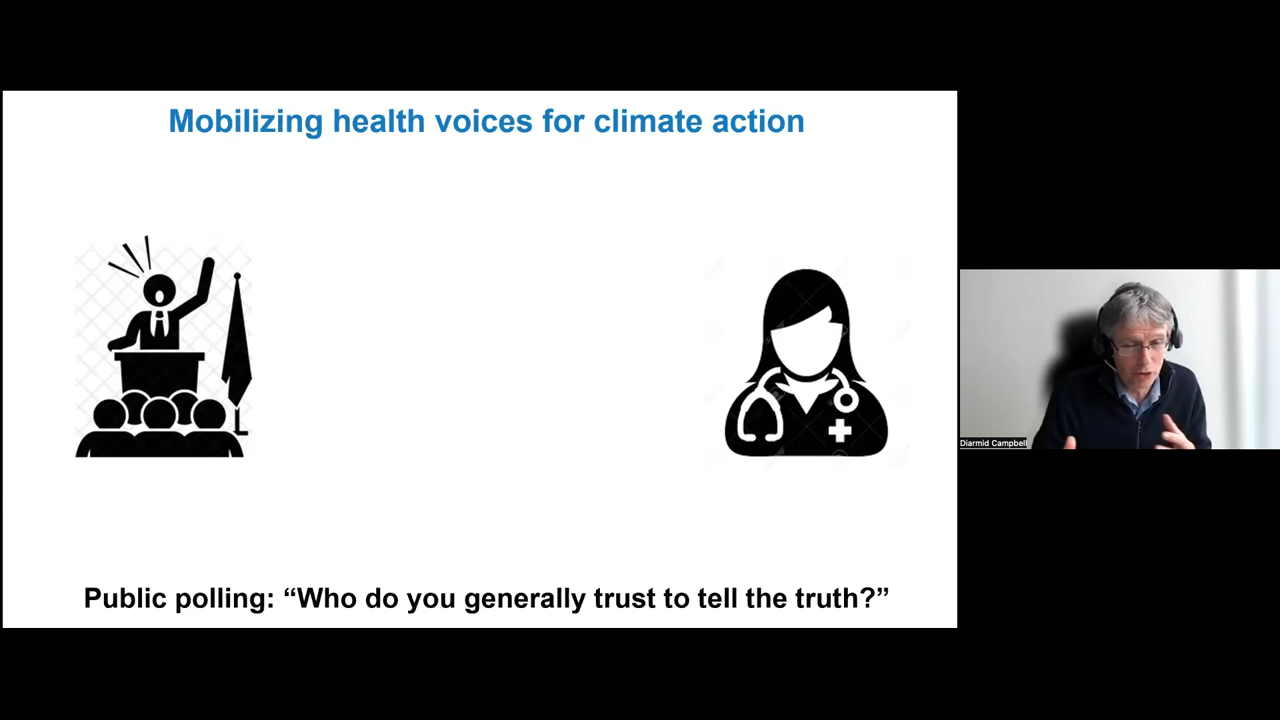 Mobilizing health voices for climate action
Public polling: “Who do you generally trust to tell the truth?”
Diarmid Campbell